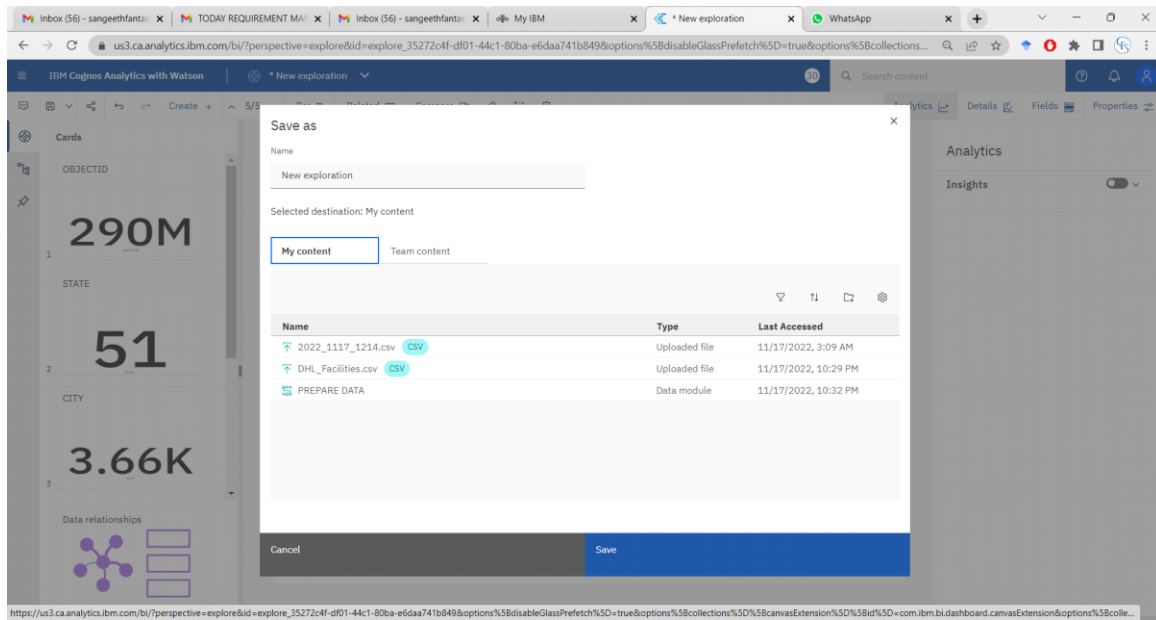 Inbox (56) - sangeethfanta
TODAY REQUIREMENT MA
Inbox (56) - sangeethfanta
My IBM
* New exploration
WhatsApp
us3.ca.analytics.ibm.com/bi/?perspective=explore&id=explore_35272c4f-df01-44c1-80ba-e6daa741b849&options%5BdisableGlassPrefetch%5D=true&options%5Bcollections...
IBM Cognos Analytics with Watson
* New exploration
30
Search content
Create +
5/5
Details
Fields
Properties
Cards
OBJECTID
290M
1
STATE
51
2
CITY
3.66K
3
Data relationships
Save as
Name
New exploration
Selected destination: My content
My content
Team content
Name Type Last Accessed
2022_1117_1214.csv CSV Uploaded file 11/17/2022, 3:09 AM
DHL_Facilities.csv CSV Uploaded file 11/17/2022, 10:29 PM
PREPARE DATA Data module 11/17/2022, 10:32 PM
Cancel
Save
Analytics
Insights
https://us3.ca.analytics.ibm.com/bi/?perspective=explore&id=explore_35272c4f-df01-44c1-80ba-e6daa741b849&options%5BdisableGlassPrefetch%5D=true&options%5Bcollections%5D%5BcanvasExtension%5D%5Bid%5D=com.ibm.bi.dashboard.canvasExtension&options%5Bcolle...